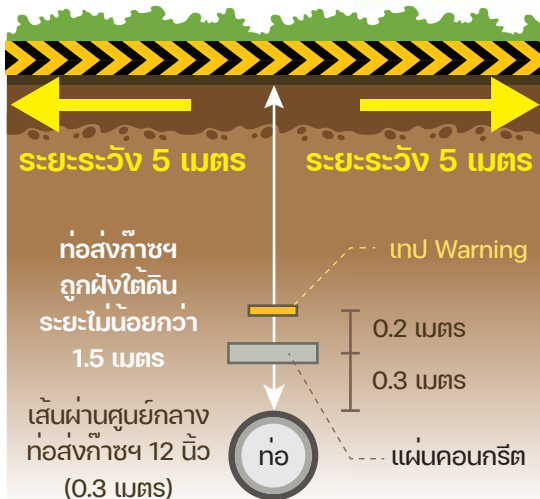 ระยะระวัง 5 เมตร
ระยะระวัง 5 เมตร
ท่อส่งก๊าซฯ
ถูกฝังใต้ดิน
ระยะไม่น้อยกว่า
1.5 เมตร
เทป Warning
0.2 เมตร
0.3 เมตร
เส้นผ่านศูนย์กลาง
ท่อส่งก๊าซฯ 12 นิ้ว
(0.3 เมตร)
ท่อ
แผ่นคอนกรีต